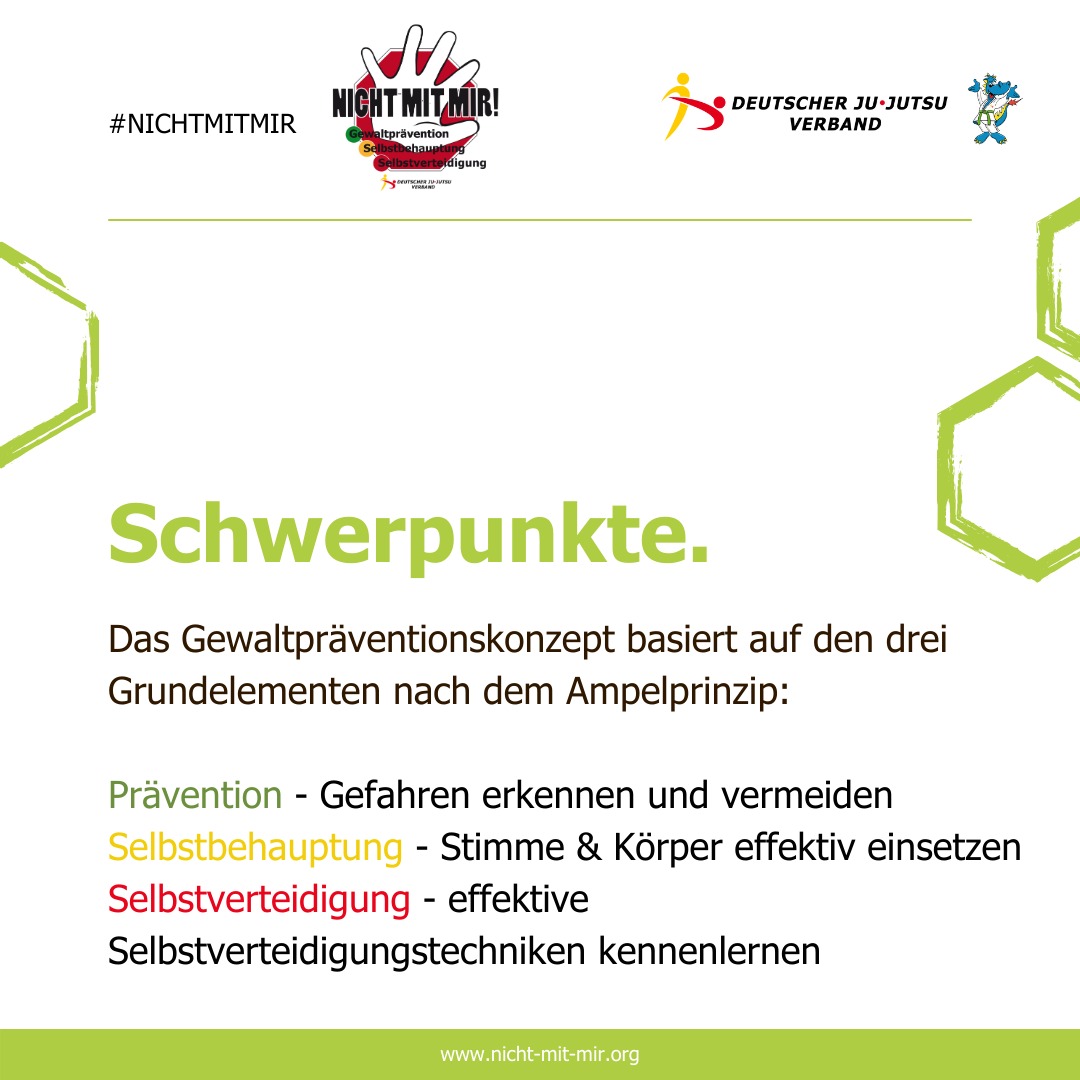 #NICHTMITMIR
NICHT MIT MIR!
Gewaltprävention
Selbstbehauptung
Selbstverteidigung
DEUTSCHER JU-JUTSU
VERBAND
DEUTSCHER JU•JUTSU
VERBAND
Schwerpunkte.
Das Gewaltpräventionskonzept basiert auf den drei
Grundelementen nach dem Ampelprinzip:
Prävention - Gefahren erkennen und vermeiden
Selbstbehauptung - Stimme & Körper effektiv einsetzen
Selbstverteidigung - effektive
Selbstverteidigungstechniken kennenlernen
www.nicht-mit-mir.org